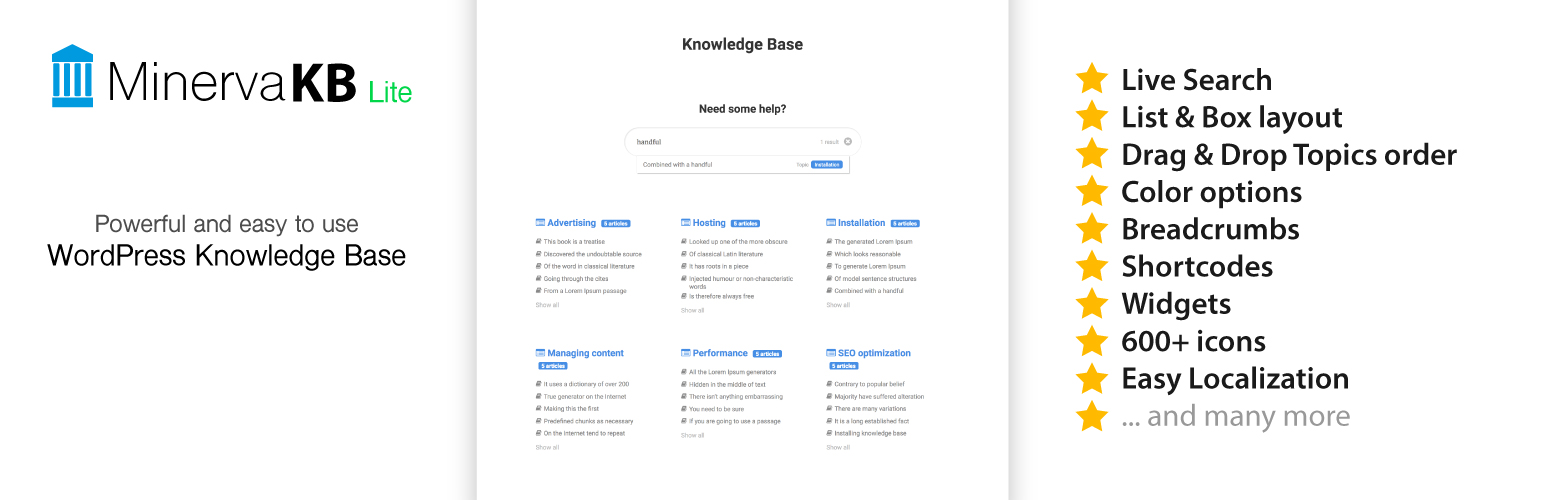 MinervaKB Lite
Powerful and easy to use
WordPress Knowledge Base
Knowledge Base
Need some help?
handful
1 result
Combined with a handful
Topic: Installation
Advertising 5 articles
This book is a treatise
Discovered the undoubtable source
Of the word in classical literature
Going through the cites
From a Lorem Ipsum passage
Show all
Hosting 5 articles
Looked up one of the more obscure
Of classical Latin literature
It has roots in a piece
Injected humour or non-characteristic
words
Is therefore always free
Show all
Installation 5 articles
The generated Lorem Ipsum
Which looks reasonable
To generate Lorem Ipsum
Of model sentence structures
Combined with a handful
Show all
Managing content
5 articles
It uses a dictionary of over 200
True generator on the Internet
Making this the first
Predefined chunks as necessary
On the Internet tend to repeat
Show all
Performance 5 articles
All the Lorem Ipsum generators
Hidden in the middle of text
There isn't anything embarrassing
You need to be sure
If you are going to use a passage
Show all
SEO optimization
5 articles
Contrary to popular belief
Majority have suffered alteration
There are many variations
It is a long established fact
Installing knowledge base
Show all
Live Search
List & Box layout
Drag & Drop Topics order
Color options
Breadcrumbs
Shortcodes
Widgets
600+ icons
Easy Localization
... and many more